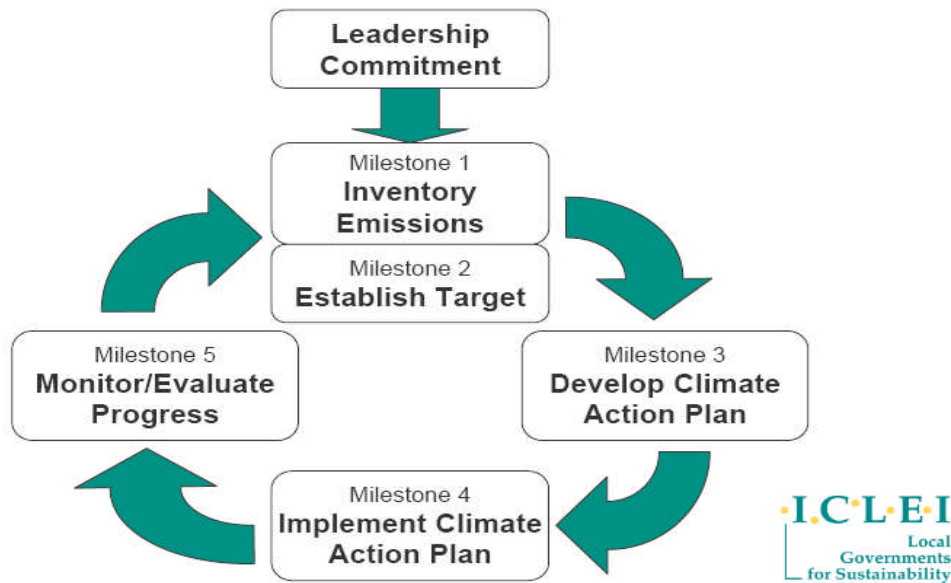 Leadership
Commitment
Milestone 1
Inventory
Emissions
Milestone 2
Establish Target
Milestone 5
Monitor/Evaluate
Progress
Milestone 3
Develop Climate
Action Plan
Milestone 4
Implement Climate
Action Plan
·I.C·L·E·I
Local
Governments
for Sustainability